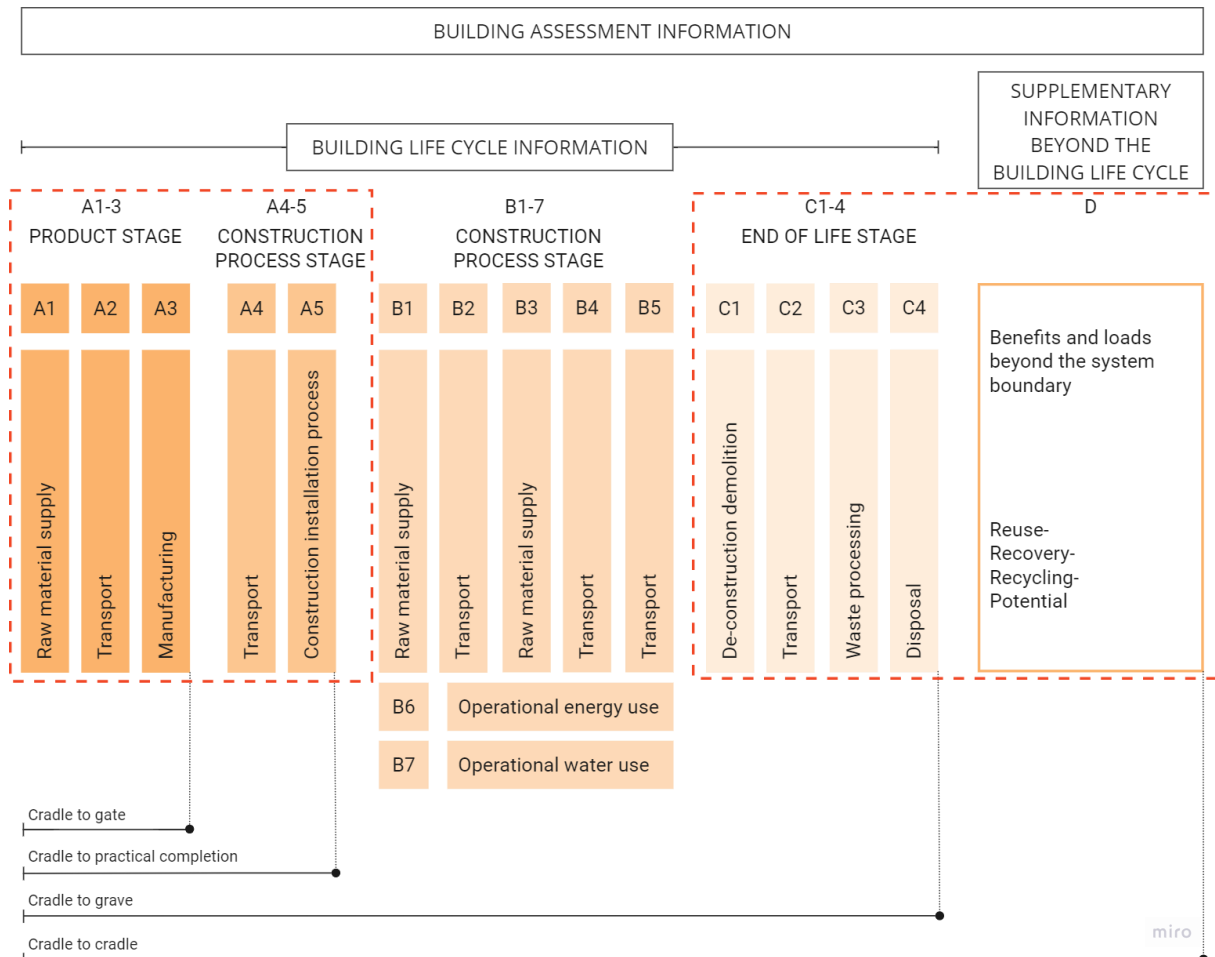 BUILDING ASSESSMENT INFORMATION
SUPPLEMENTARY
INFORMATION
BEYOND THE
BUILDING LIFE CYCLE
BUILDING LIFE CYCLE INFORMATION
A1-3
PRODUCT STAGE
A4-5
CONSTRUCTION
PROCESS STAGE
B1-7
CONSTRUCTION
PROCESS STAGE
C1-4
END OF LIFE STAGE
D
A1
A2
A3
A4
A5
B1
B2
B3
B4
B5
C1
C2
C3
C4
Raw material supply
Transport
Manufacturing
Transport
Construction installation process
Raw material supply
Transport
Raw material supply
Transport
Transport
De-construction demolition
Transport
Waste processing
Disposal
Benefits and loads
beyond the system
boundary
Reuse-
Recovery-
Recycling-
Potential
B6
Operational energy use
B7
Operational water use
Cradle to gate
Cradle to practical completion
Cradle to grave
Cradle to cradle
miro